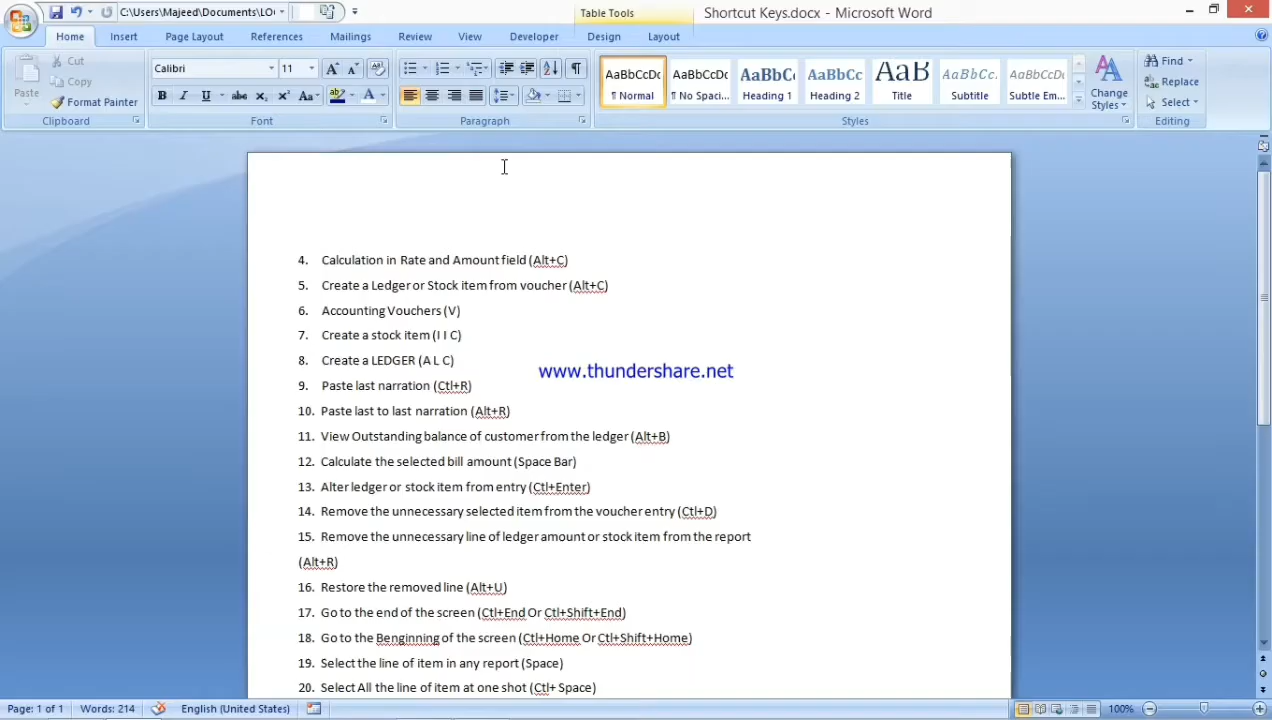 C:\Users\Majeed\Documents\LO
Table Tools
Shortcut Keys.docx - Microsoft Word
Home Insert Page Layout References Mailings Review View Developer Design Layout
Paste
Cut
Copy
Format Painter
Clipboard
Calibri 11
Font
Paragraph
AaBbCcDc AaBbCcDc AaBbC AaBbCc AaB AaBbCc. AaBbCcDc
¶ Normal ¶ No Spaci... Heading 1 Heading 2 Title Subtitle Subtle Em...
Change Styles
Styles
Find
Replace
Select
Editing
4. Calculation in Rate and Amount field (Alt+C)
5. Create a Ledger or Stock item from voucher (Alt+C)
6. Accounting Vouchers (V)
7. Create a stock item (I I C)
8. Create a LEDGER (A L C)
www.thundershare.net
9. Paste last narration (Ctl+R)
10. Paste last to last narration (Alt+R)
11. View Outstanding balance of customer from the ledger (Alt+B)
12. Calculate the selected bill amount (Space Bar)
13. Alter ledger or stock item from entry (Ctl+Enter)
14. Remove the unnecessary selected item from the voucher entry (Ctl+D)
15. Remove the unnecessary line of ledger amount or stock item from the report
(Alt+R)
16. Restore the removed line (Alt+U)
17. Go to the end of the screen (Ctl+End Or Ctl+Shift+End)
18. Go to the Benginning of the screen (Ctl+Home Or Ctl+Shift+Home)
19. Select the line of item in any report (Space)
20. Select All the line of item at one shot (Ctl+ Space)
Page: 1 of 1 Words: 214 English (United States) 100%